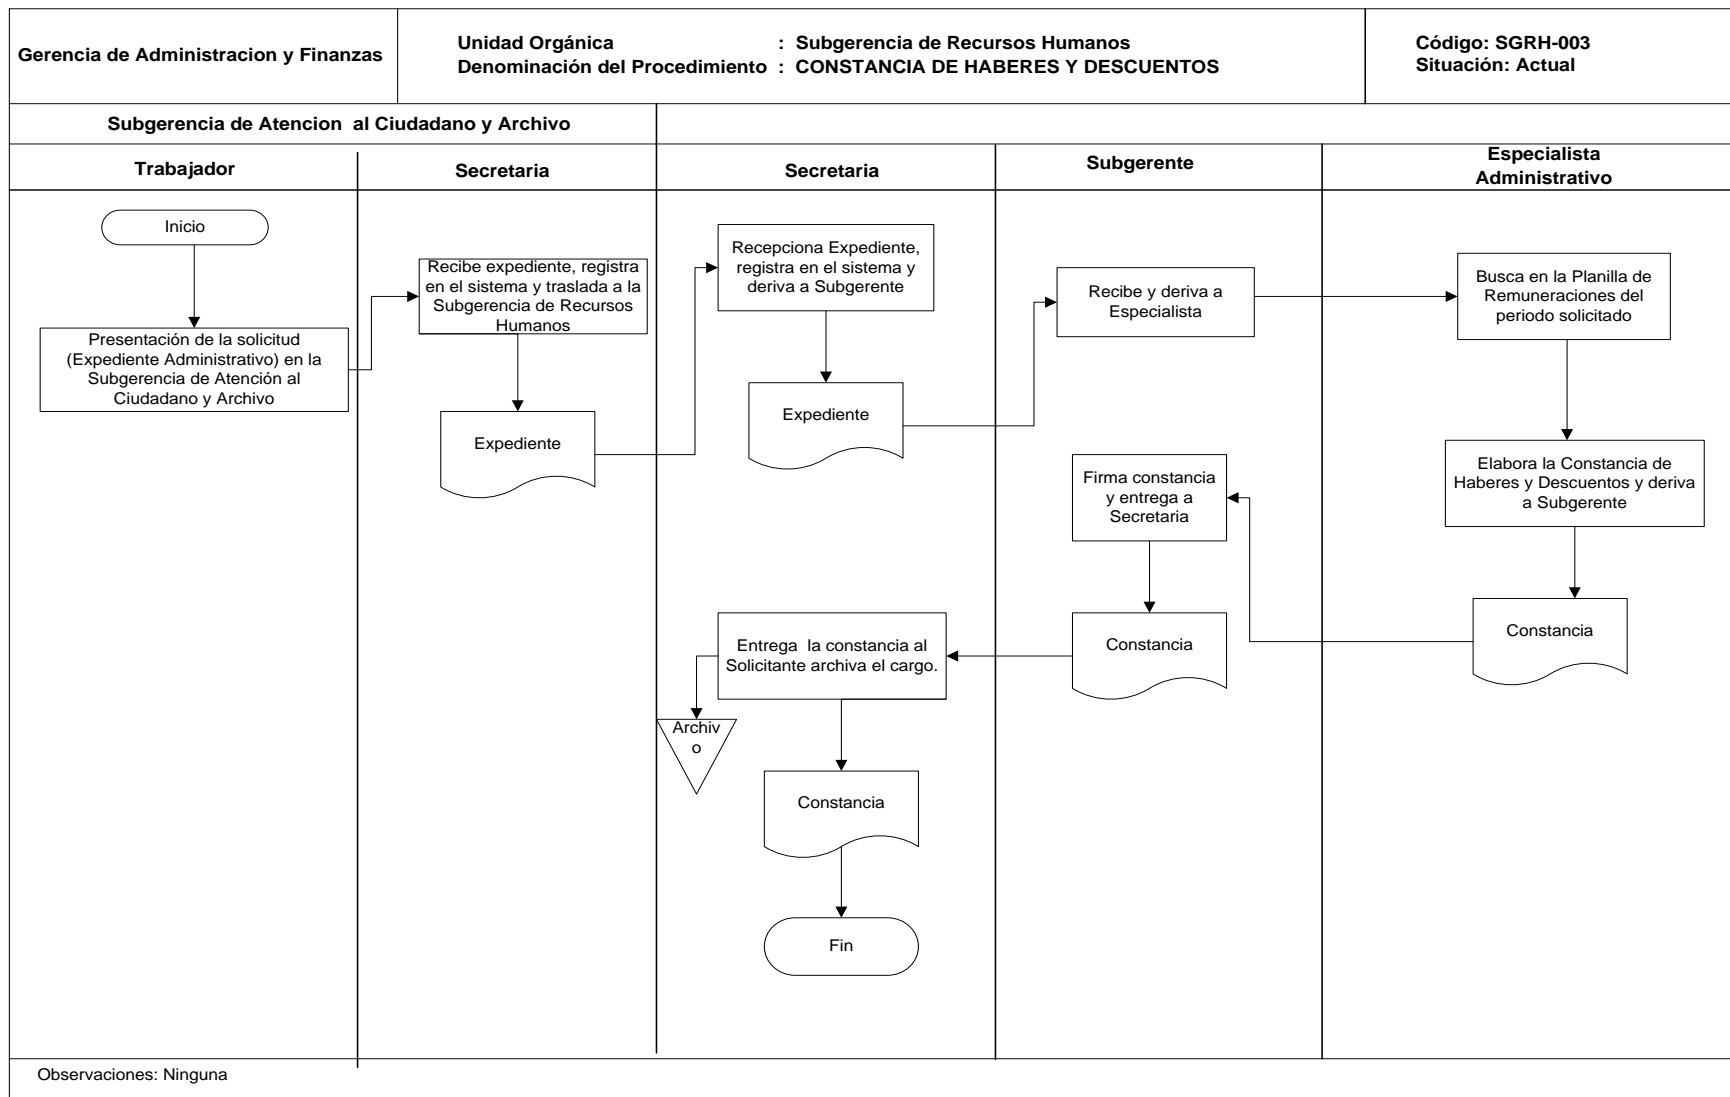 Gerencia de Administracion y Finanzas
Unidad Orgánica : Subgerencia de Recursos Humanos
Denominación del Procedimiento : CONSTANCIA DE HABERES Y DESCUENTOS
Código: SGRH-003
Situación: Actual
Subgerencia de Atencion al Ciudadano y Archivo
Trabajador
Secretaria
Secretaria
Subgerente
Especialista
Administrativo
Inicio
Presentación de la solicitud
(Expediente Administrativo) en la
Subgerencia de Atención al
Ciudadano y Archivo
Recibe expediente, registra
en el sistema y traslada a la
Subgerencia de Recursos
Humanos
Expediente
Recepciona Expediente,
registra en el sistema y
deriva a Subgerente
Expediente
Recibe y deriva a
Especialista
Busca en la Planilla de
Remuneraciones del
periodo solicitado
Elabora la Constancia de
Haberes y Descuentos y deriva
a Subgerente
Constancia
Firma constancia
y entrega a
Secretaria
Constancia
Entrega la constancia al
Solicitante archiva el cargo.
Archiv
o
Constancia
Fin
Observaciones: Ninguna